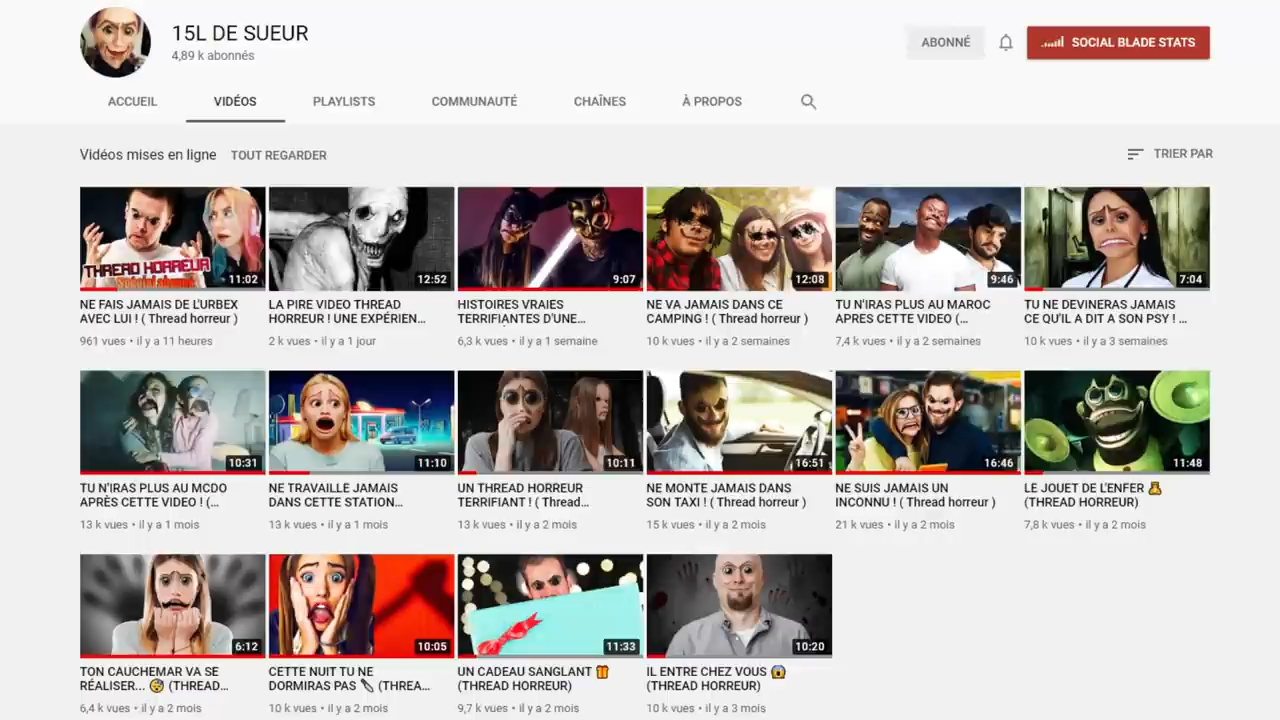 15L DE SUEUR
4,89 k abonnés
ABONNÉ
SOCIAL BLADE STATS
ACCUEIL
VIDÉOS
PLAYLISTS
COMMUNAUTÉ
CHAÎNES
À PROPOS
Vidéos mises en ligne
TOUT REGARDER
TRIER PAR
THREAD HORREUR
11:02
12:52
9:07
12:08
9:46
7:04
NE FAIS JAMAIS DE L'URBEX
AVEC LUI ! ( Thread horreur )
961 vues • il y a 11 heures
LA PIRE VIDEO THREAD
HORREUR ! UNE EXPÉRIEN...
2 k vues • il y a 1 jour
HISTOIRES VRAIES
TERRIFIANTES D'UNE...
6,3 k vues • il y a 1 semaine
NE VA JAMAIS DANS CE
CAMPING ! ( Thread horreur )
10 k vues • il y a 2 semaines
TU N'IRAS PLUS AU MAROC
APRES CETTE VIDEO (...
7,4 k vues • il y a 2 semaines
TU NE DEVINERAS JAMAIS
CE QU'IL A DIT A SON PSY ! ...
10 k vues • il y a 3 semaines
10:31
11:10
10:11
16:51
16:46
11:48
TU N'IRAS PLUS AU MCDO
APRÈS CETTE VIDEO ! (...
13 k vues • il y a 1 mois
NE TRAVAILLE JAMAIS
DANS CETTE STATION...
13 k vues • il y a 1 mois
UN THREAD HORREUR
TERRIFIANT ! ( Thread...
13 k vues • il y a 2 mois
NE MONTE JAMAIS DANS
SON TAXI ! ( Thread horreur )
15 k vues • il y a 2 mois
NE SUIS JAMAIS UN
INCONNU ! ( Thread horreur )
21 k vues • il y a 2 mois
LE JOUET DE L'ENFER 🧸
(THREAD HORREUR)
7,8 k vues • il y a 2 mois
6:12
10:05
11:33
10:20
TON CAUCHEMAR VA SE
RÉALISER... 😴 (THREAD...
6,4 k vues • il y a 2 mois
CETTE NUIT TU NE
DORMIRAS PAS 🔪 (THREA...
10 k vues • il y a 2 mois
UN CADEAU SANGLANT 🎁
(THREAD HORREUR)
9,7 k vues • il y a 2 mois
IL ENTRE CHEZ VOUS 😱
(THREAD HORREUR)
10 k vues • il y a 3 mois